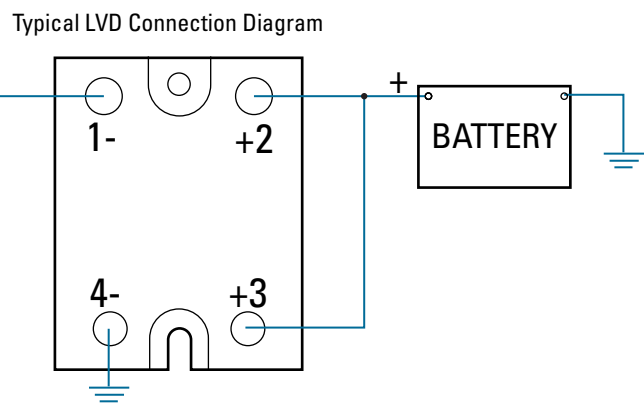 Typical LVD Connection Diagram
+
1-
+2
BATTERY
4-
+3